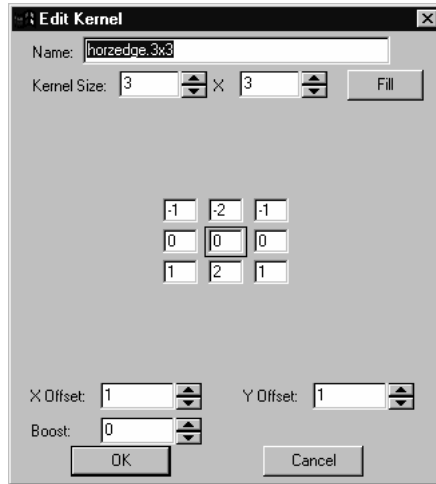 Edit Kernel
Name: horzedge.3x3
Kernel Size: 3 X 3 Fill
-1 -2 -1
0 0 0
1 2 1
X Offset: 1 Y Offset: 1
Boost: 0
OK Cancel